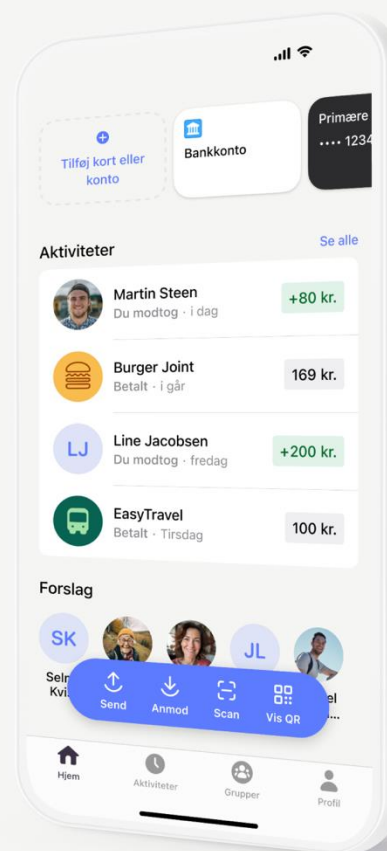 Tilføj kort eller
konto
Bankkonto
Primære
•••• 1234
Aktiviteter
Se alle
Martin Steen
Du modtog · i dag
+80 kr.
Burger Joint
Betalt · i går
169 kr.
LJ
Line Jacobsen
Du modtog · fredag
+200 kr.
EasyTravel
Betalt · Tirsdag
100 kr.
Forslag
SK
JL
Send
Anmod
Scan
Vis QR
Hjem
Aktiviteter
Grupper
Profil